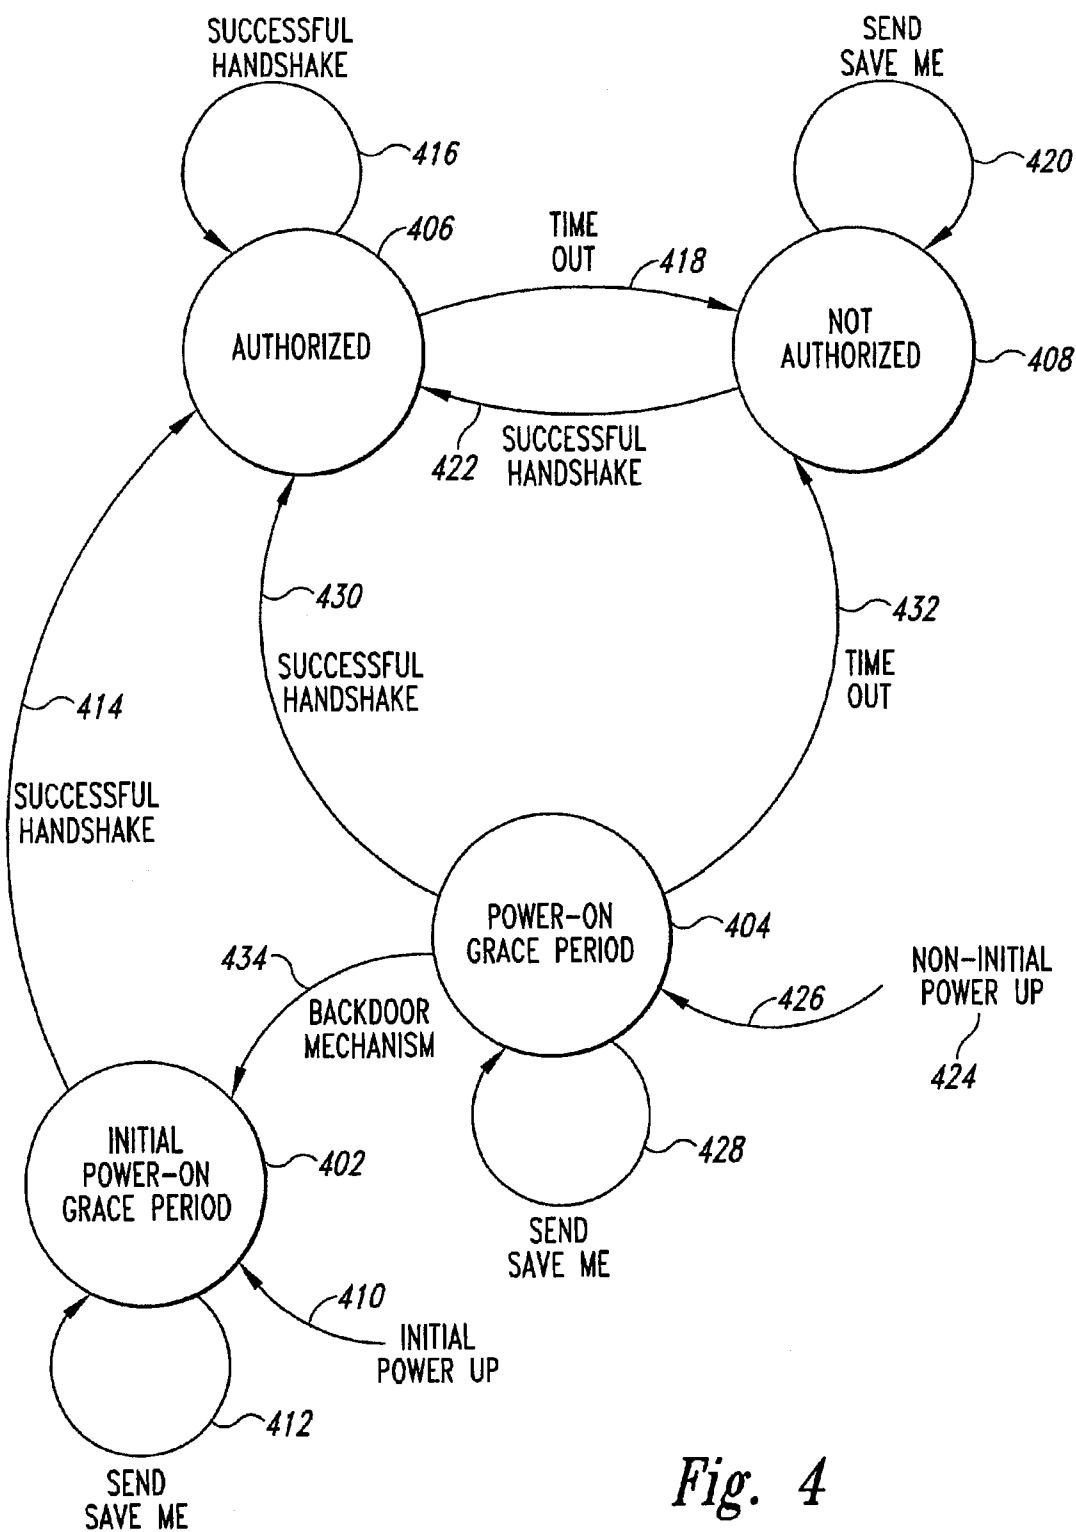 SUCCESSFUL
HANDSHAKE
SEND
SAVE ME
416
420
406
TIME
OUT
418
AUTHORIZED
NOT
AUTHORIZED
408
422
SUCCESSFUL
HANDSHAKE
430
432
SUCCESSFUL
HANDSHAKE
TIME
OUT
414
SUCCESSFUL
HANDSHAKE
POWER-ON
GRACE PERIOD
404
434
BACKDOOR
MECHANISM
426
NON-INITIAL
POWER UP
424
INITIAL
POWER-ON
GRACE PERIOD
402
428
SEND
SAVE ME
410
INITIAL
POWER UP
412
SEND
SAVE ME
Fig. 4